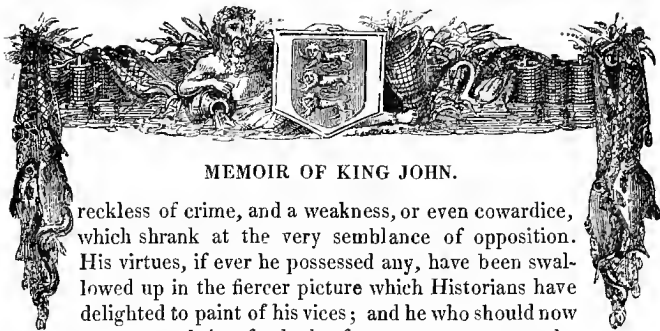 MEMOIR OF KING JOHN.
reckless of crime, and a weakness, or even cowardice,
which shrank at the very semblance of opposition.
His virtues, if ever he possessed any, have been swal-
lowed up in the fiercer picture which Historians have
delighted to paint of his vices; and he who should now